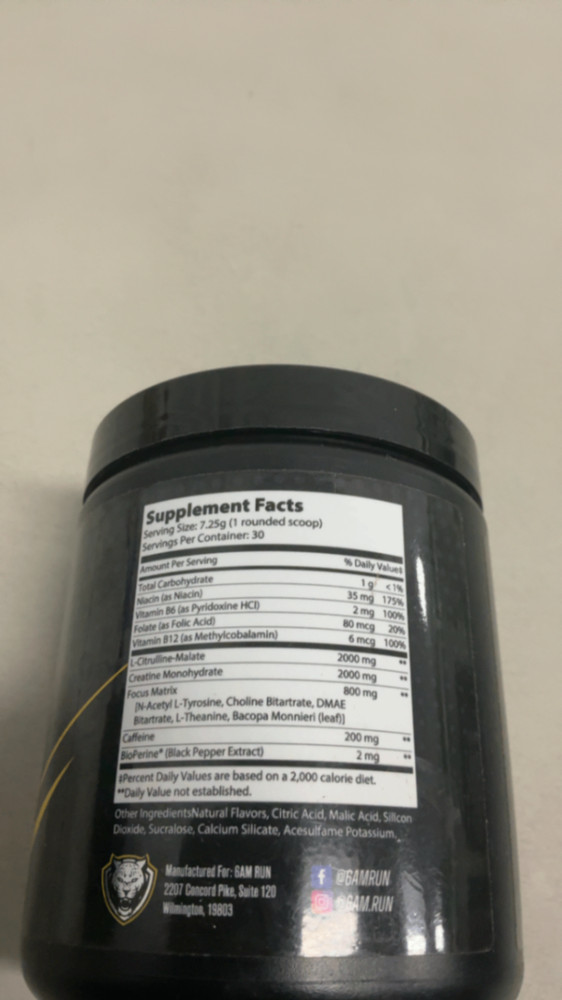 Supplement Facts
Serving Size: 7.25g (1 rounded scoop)
Servings Per Container: 30
Amount Per Serving % Daily Value‡
Total Carbohydrate 1 g <1%
Niacin (as Niacin) 35 mg 175%
Vitamin B6 (as Pyridoxine HCl) 2 mg 100%
Folate (as Folic Acid) 80 mcg 20%
Vitamin B12 (as Methylcobalamin) 6 mcg 100%
L-Citrulline-Malate 2000 mg **
Creatine Monohydrate 2000 mg **
Focus Matrix 800 mg **
[N-Acetyl L-Tyrosine, Choline Bitartrate, DMAE
Bitartrate, L-Theanine, Bacopa Monnieri (leaf)]
Caffeine 200 mg **
BioPerine® (Black Pepper Extract) 2 mg **
‡Percent Daily Values are based on a 2,000 calorie diet.
**Daily Value not established.
Other IngredientsNatural Flavors, Citric Acid, Malic Acid, Silicon
Dioxide, Sucralose, Calcium Silicate, Acesulfame Potassium.
Manufactured For: 6AM RUN
2207 Concord Pike, Suite 120
Wilmington, 19803
@6AMRUN
@6AM.RUN